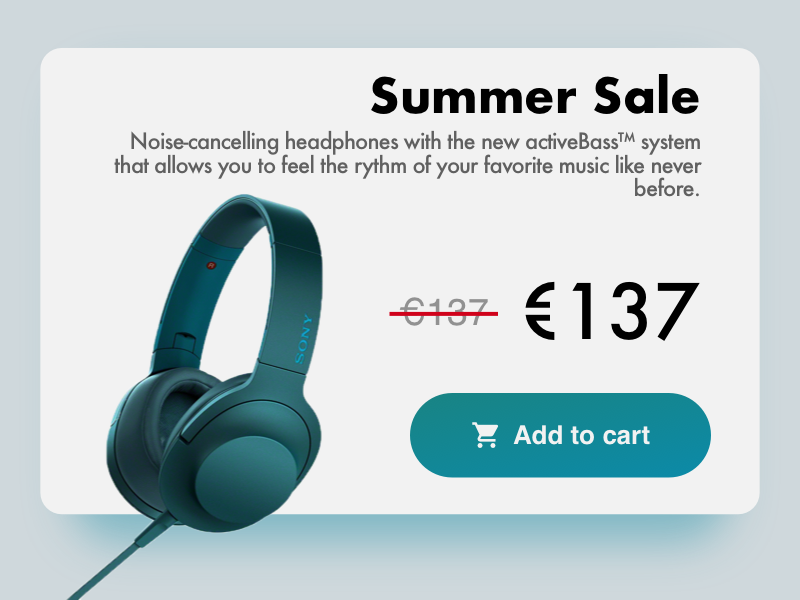 Summer Sale
Noise-cancelling headphones with the new activeBass™ system
that allows you to feel the rythm of your favorite music like never
before.
€137 €137
SONY
Add to cart